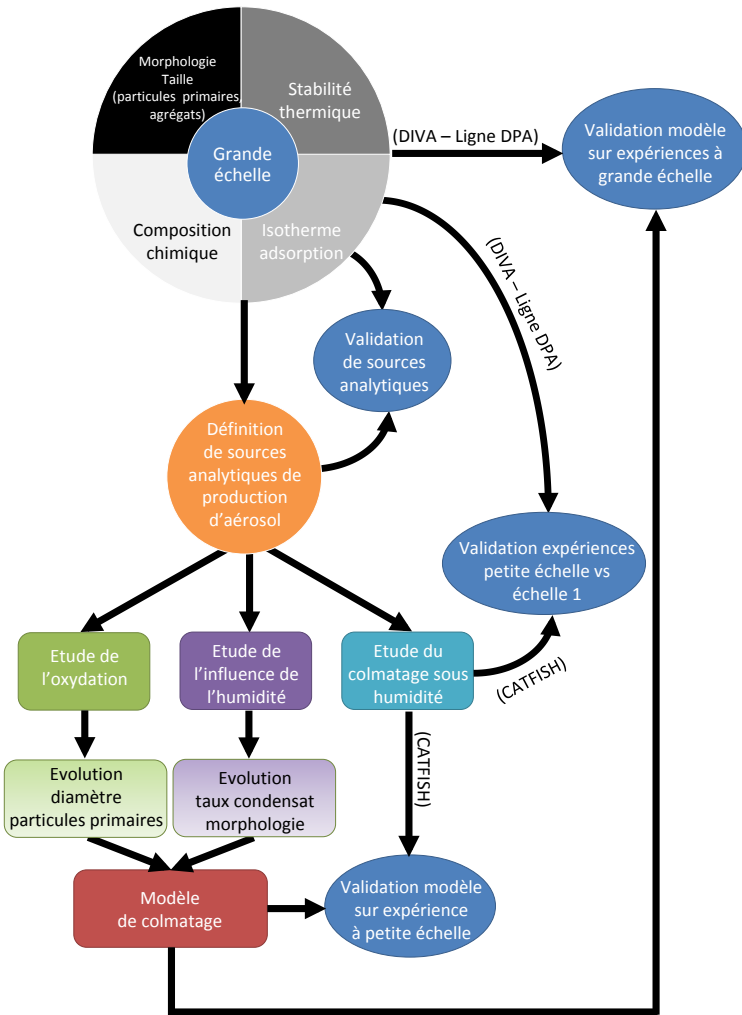 Morphologie
Taille
(particules primaires,
agrégats)
Stabilité
thermique
Grande
échelle
Composition
chimique
Isotherme
adsorption
(DIVA – Ligne DPA)
Validation modèle
sur expériences à
grande échelle
(DIVA – Ligne DPA)
Validation
de sources
analytiques
Définition
de sources
analytiques de
production
d'aérosol
Validation expériences
petite échelle vs
échelle 1
Etude de
l'oxydation
Etude de
l'influence de
l'humidité
Etude du
colmatage sous
humidité
(CATFISH)
(CATFISH)
Evolution
diamètre
particules primaires
Evolution
taux condensat
morphologie
Modèle
de colmatage
Validation modèle
sur expérience
à petite échelle